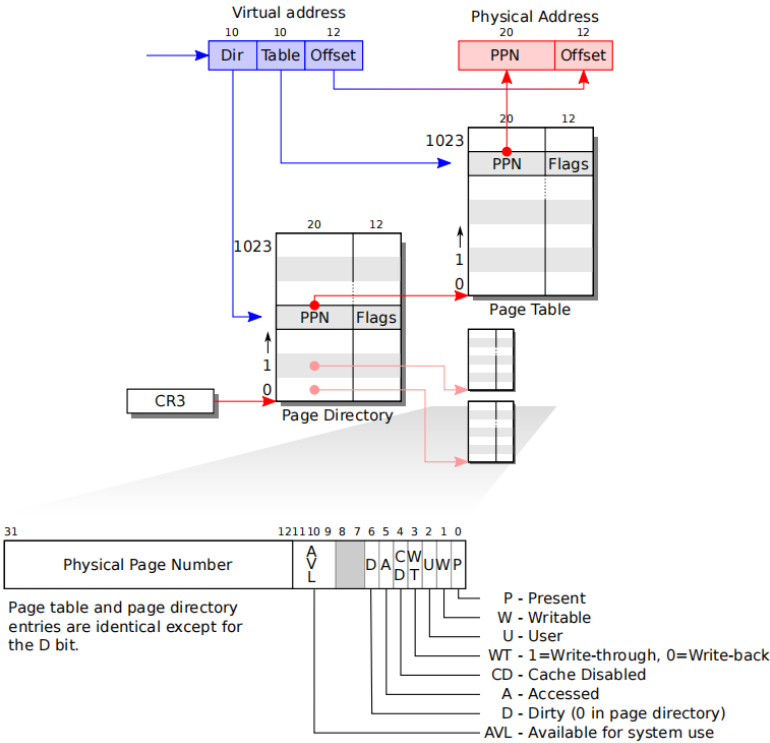 Virtual address
Physical Address
10 10 12
20 12
Dir Table Offset
PPN Offset
20 12
1023
PPN Flags
20 12
1023
1
0
Page Table
PPN Flags
1
0
CR3
Page Directory
31 12 11 10 9 8 7 6 5 4 3 2 1 0
Physical Page Number AVL D A CD WT U W P
Page table and page directory
entries are identical except for
the D bit.
P - Present
W - Writable
U - User
WT - 1=Write-through, 0=Write-back
CD - Cache Disabled
A - Accessed
D - Dirty (0 in page directory)
AVL - Available for system use